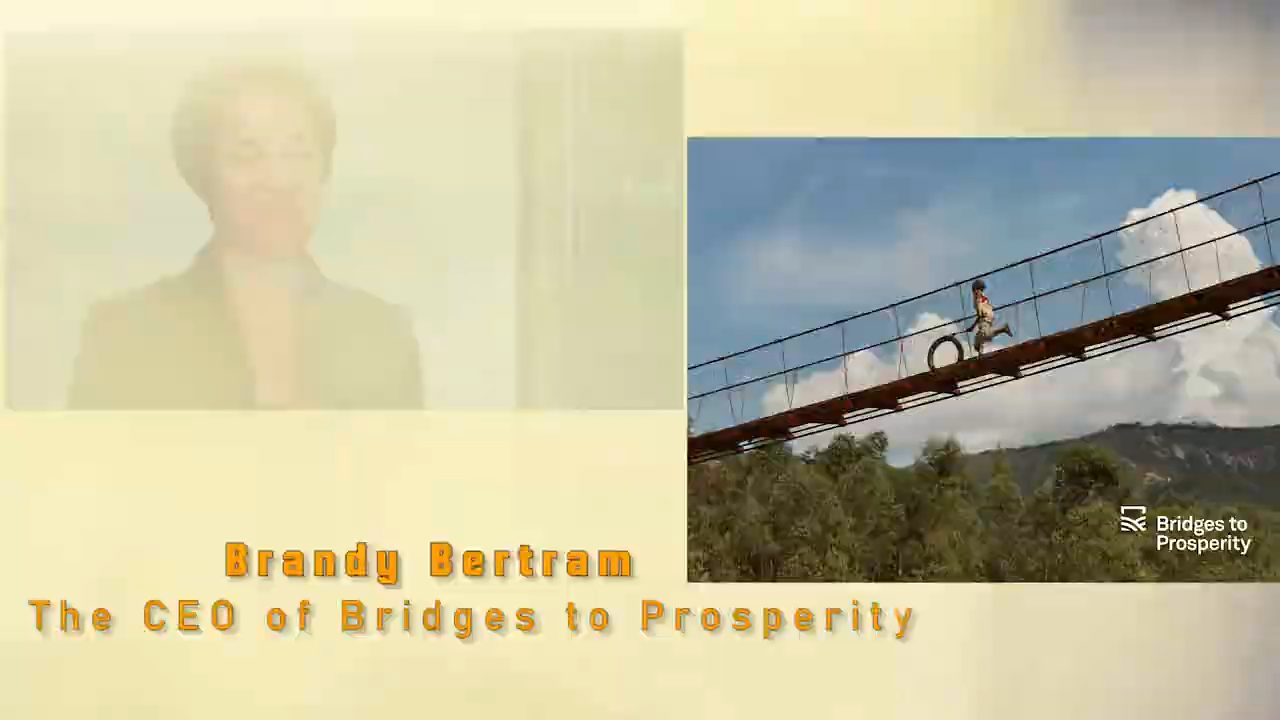 Bridges to
Prosperity
Brandy Bertram
The CEO of Bridges to Prosperity